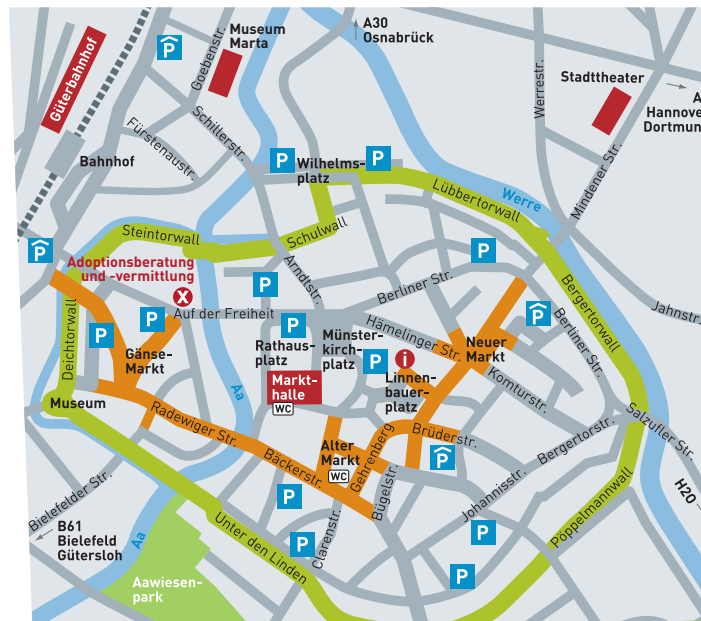 Museum
Marta
A30
Osnabrück
P
Goebenstr.
Güterbahnhof
Stadttheater
Werrestr.
A
Hannove
Dortmun
Schillerstr.
Fürstenaustr.
Bahnhof
P
P
Wilhelms-
platz
Mindener Str.
Lübbertorwall
Werre
Steintorwall
Schulwall
P
P
Adoptionsberatung
und -vermittlung
X
Arndtstr.
P
Berliner Str.
Bergertorwall
Jahnstr.
Deichtorwall
P
P
Auf der Freiheit
P
Hämelinger Str.
P
Berliner Str.
Gänse-
Markt
Rathaus-
platz
Münster-
kirch-
platz
P
i
Neuer
Markt
Aa
Markt-
halle
WC
Linnen-
bauer-
platz
Komturstr.
Museum
Radewiger Str.
Alter
Markt
WC
Gehrenberg
Brüderstr.
P
Bergertorstr.
Salzufler Str.
Bäckerstr.
Bielefelder Str.
P
Bügelstr.
Johannisstr.
H20
B61
Bielefeld
Gütersloh
Aa
Unter den Linden
P
Clarenstr.
P
Pöppelmannwall
P
Aawiesen-
park